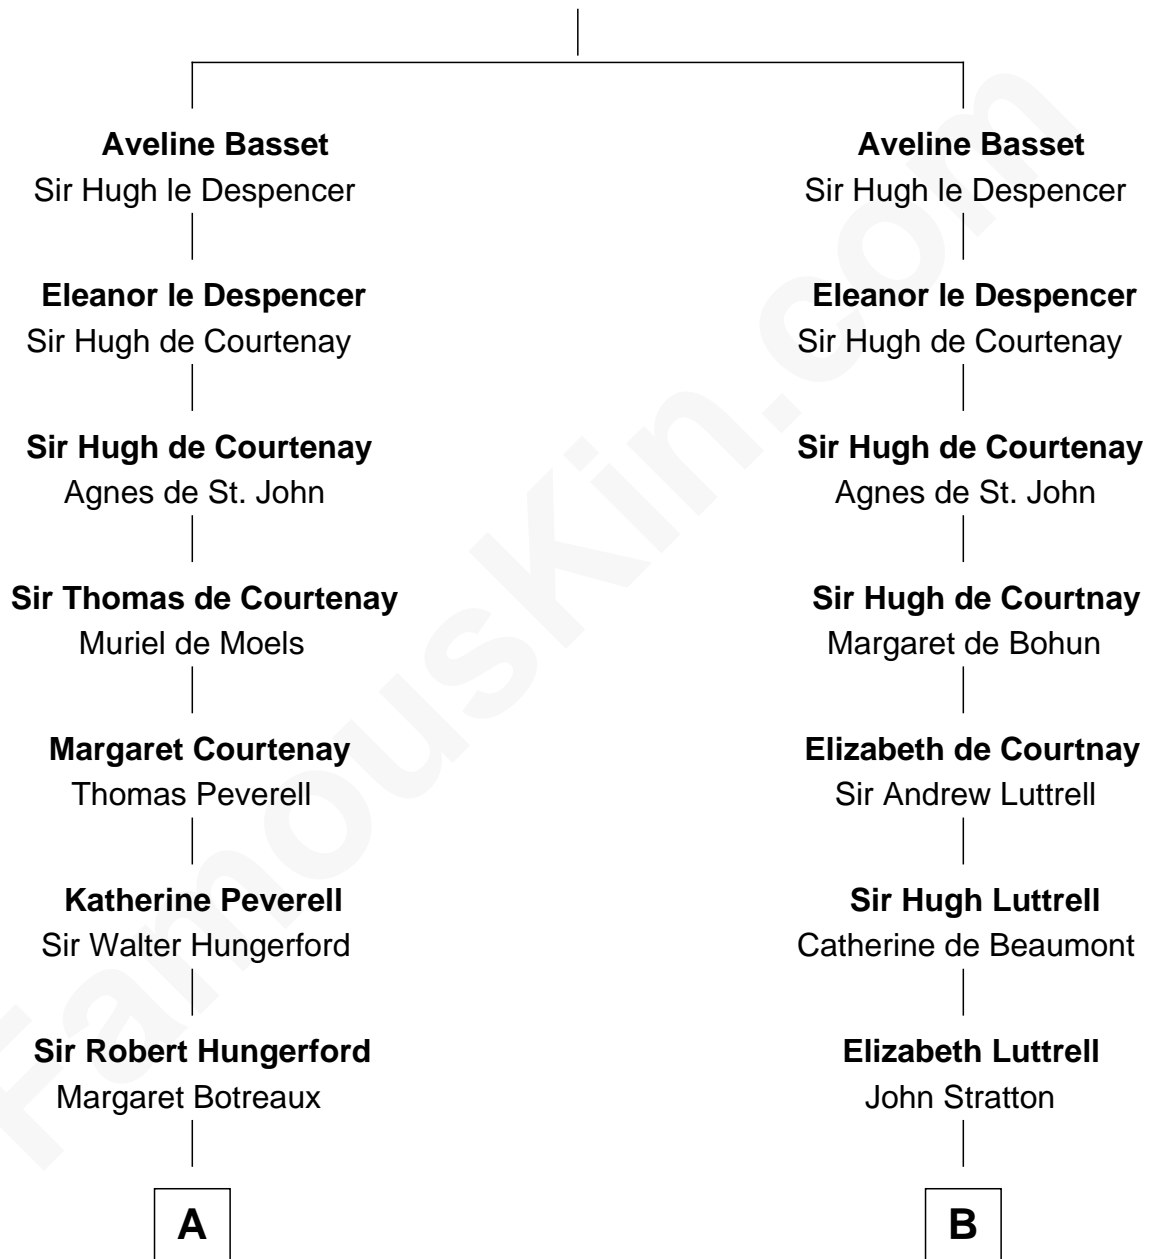 Aveline Basset
Sir Hugh le Despencer
Eleanor le Despencer
Sir Hugh de Courtenay
Sir Hugh de Courtenay
Agnes de St. John
Sir Thomas de Courtenay
Muriel de Moels
Margaret Courtenay
Thomas Peverell
Katherine Peverell
Sir Walter Hungerford
Sir Robert Hungerford
Margaret Botreaux
A
Aveline Basset
Sir Hugh le Despencer
Eleanor le Despencer
Sir Hugh de Courtenay
Sir Hugh de Courtenay
Agnes de St. John
Sir Hugh de Courtnay
Margaret de Bohun
Elizabeth de Courtnay
Sir Andrew Luttrell
Sir Hugh Luttrell
Catherine de Beaumont
Elizabeth Luttrell
John Stratton
B
FamousKin.com